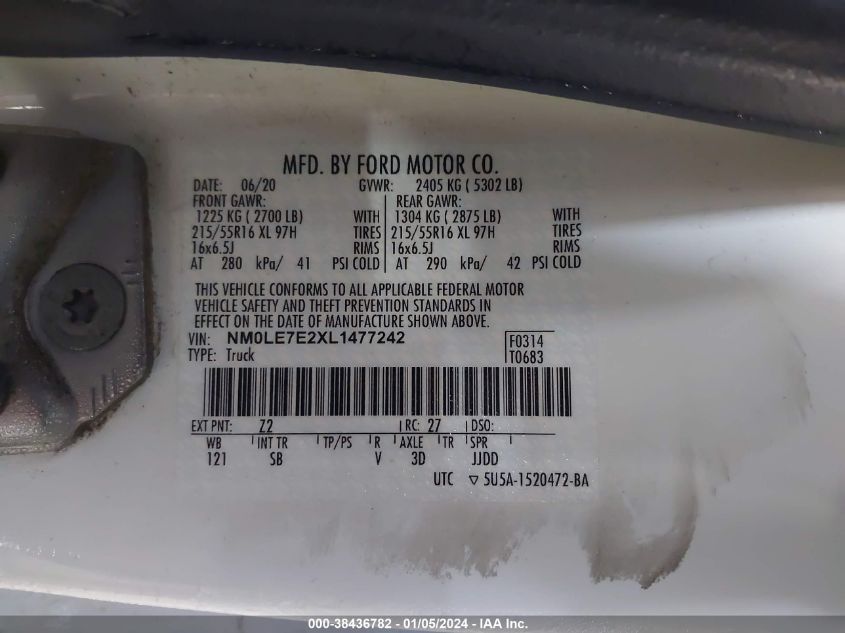 MFD. BY FORD MOTOR CO.
DATE: 06/20 GVWR: 2405 KG ( 5302 LB)
FRONT GAWR: REAR GAWR:
1225 KG ( 2700 LB) WITH 1304 KG ( 2875 LB) WITH
215/55R16 XL 97H TIRES 215/55R16 XL 97H TIRES
16x6.5J RIMS 16x6.5J RIMS
AT 280 kPa/ 41 PSI COLD AT 290 kPa/ 42 PSI COLD
THIS VEHICLE CONFORMS TO ALL APPLICABLE FEDERAL MOTOR
VEHICLE SAFETY AND THEFT PREVENTION STANDARDS IN
EFFECT ON THE DATE OF MANUFACTURE SHOWN ABOVE.
VIN: NM0LE7E2XL1477242 F0314
TYPE: Truck T0683
EXT PNT: Z2 RC: 27 DSO:
WB INT TR TP/PS R AXLE TR SPR
121 SB V 3D JJDD
UTC ▽ 5U5A-1520472-BA
000-38436782 - 01/05/2024 - IAA Inc.